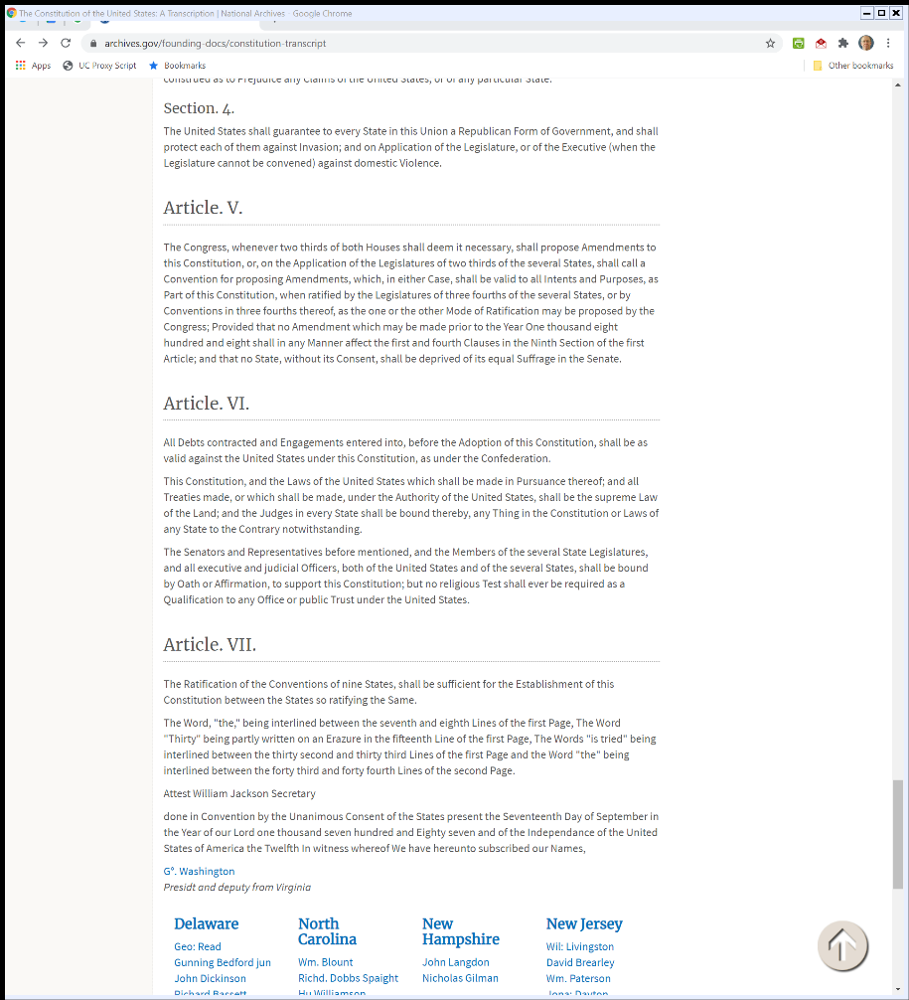 The Constitution of the United States: A Transcription | National Archives - Google Chrome
archives.gov/founding-docs/constitution-transcript
Apps UC Proxy Script Bookmarks Other bookmarks
construed as to Prejudice any Claims of the United States, or of any particular State.
Section. 4.
The United States shall guarantee to every State in this Union a Republican Form of Government, and shall
protect each of them against Invasion; and on Application of the Legislature, or of the Executive (when the
Legislature cannot be convened) against domestic Violence.
Article. V.
The Congress, whenever two thirds of both Houses shall deem it necessary, shall propose Amendments to
this Constitution, or, on the Application of the Legislatures of two thirds of the several States, shall call a
Convention for proposing Amendments, which, in either Case, shall be valid to all Intents and Purposes, as
Part of this Constitution, when ratified by the Legislatures of three fourths of the several States, or by
Conventions in three fourths thereof, as the one or the other Mode of Ratification may be proposed by the
Congress; Provided that no Amendment which may be made prior to the Year One thousand eight
hundred and eight shall in any Manner affect the first and fourth Clauses in the Ninth Section of the first
Article; and that no State, without its Consent, shall be deprived of its equal Suffrage in the Senate.
Article. VI.
All Debts contracted and Engagements entered into, before the Adoption of this Constitution, shall be as
valid against the United States under this Constitution, as under the Confederation.
This Constitution, and the Laws of the United States which shall be made in Pursuance thereof; and all
Treaties made, or which shall be made, under the Authority of the United States, shall be the supreme Law
of the Land; and the Judges in every State shall be bound thereby, any Thing in the Constitution or Laws of
any State to the Contrary notwithstanding.
The Senators and Representatives before mentioned, and the Members of the several State Legislatures,
and all executive and judicial Officers, both of the United States and of the several States, shall be bound
by Oath or Affirmation, to support this Constitution; but no religious Test shall ever be required as a
Qualification to any Office or public Trust under the United States.
Article. VII.
The Ratification of the Conventions of nine States, shall be sufficient for the Establishment of this
Constitution between the States so ratifying the Same.
The Word, "the," being interlined between the seventh and eighth Lines of the first Page, The Word
"Thirty" being partly written on an Erazure in the fifteenth Line of the first Page, The Words "is tried" being
interlined between the thirty second and thirty third Lines of the first Page and the Word "the" being
interlined between the forty third and forty fourth Lines of the second Page.
Attest William Jackson Secretary
done in Convention by the Unanimous Consent of the States present the Seventeenth Day of September in
the Year of our Lord one thousand seven hundred and Eighty seven and of the Independance of the United
States of America the Twelfth In witness whereof We have hereunto subscribed our Names,
G°. Washington
Presidt and deputy from Virginia
Delaware
Geo: Read
Gunning Bedford jun
John Dickinson
Richard Bassett
North
Carolina
Wm. Blount
Richd. Dobbs Spaight
Hu Williamson
New
Hampshire
John Langdon
Nicholas Gilman
New Jersey
Wil: Livingston
David Brearley
Wm. Paterson
Jona: Dayton